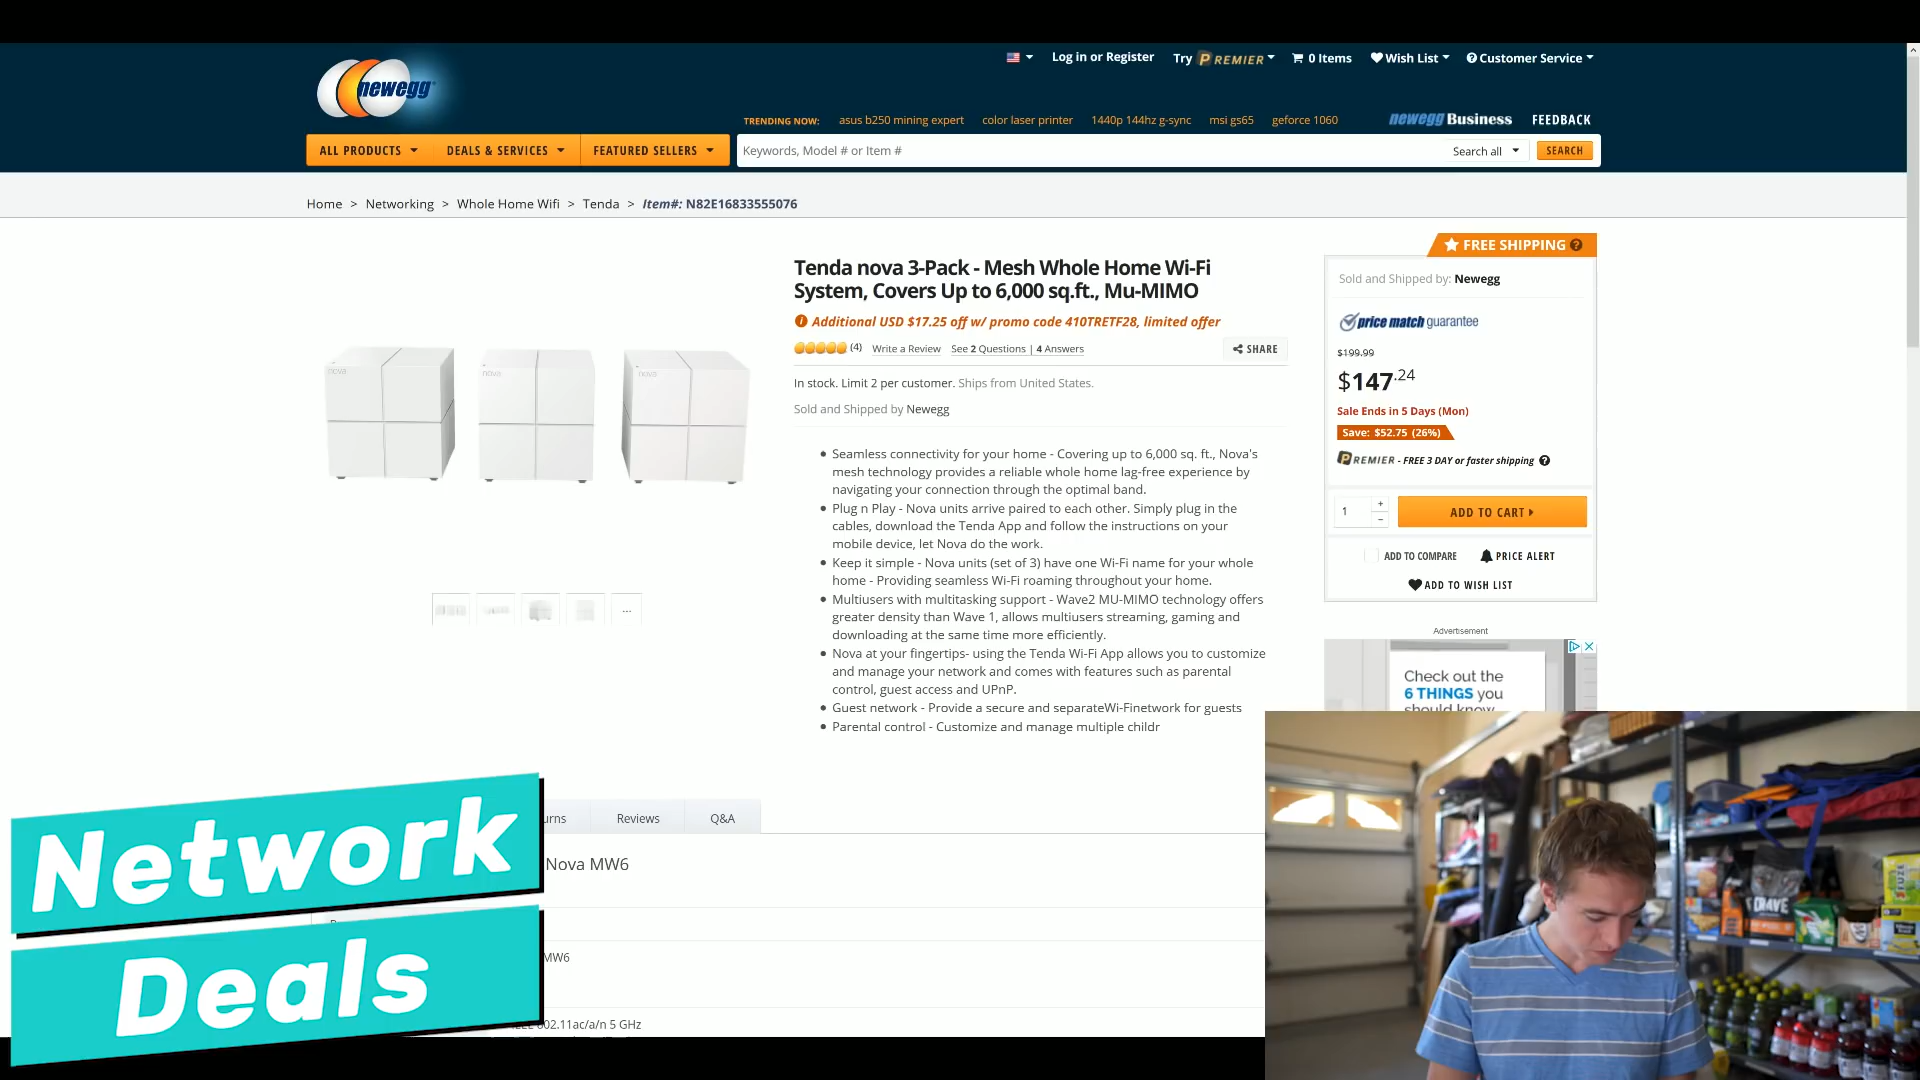 Log in or Register
Try PREMIER
0 Items
Wish List
Customer Service
newegg
TRENDING NOW:
asus b250 mining expert
color laser printer
1440p 144hz g-sync
msi gs65
geforce 1060
newegg Business
FEEDBACK
ALL PRODUCTS
DEALS & SERVICES
FEATURED SELLERS
Keywords, Model # or Item #
Search all
SEARCH
Home > Networking > Whole Home Wifi > Tenda > Item#: N82E16833555076
FREE SHIPPING
Tenda nova 3-Pack - Mesh Whole Home Wi-Fi
System, Covers Up to 6,000 sq.ft., Mu-MIMO
Additional USD $17.25 off w/ promo code 410TRETF28, limited offer
(4) Write a Review See 2 Questions | 4 Answers
SHARE
In stock. Limit 2 per customer. Ships from United States.
Sold and Shipped by Newegg
Seamless connectivity for your home - Covering up to 6,000 sq. ft., Nova's
mesh technology provides a reliable whole home lag-free experience by
navigating your connection through the optimal band.
Plug n Play - Nova units arrive paired to each other. Simply plug in the
cables, download the Tenda App and follow the instructions on your
mobile device, let Nova do the work.
Keep it simple - Nova units (set of 3) have one Wi-Fi name for your whole
home - Providing seamless Wi-Fi roaming throughout your home.
Multiusers with multitasking support - Wave2 MU-MIMO technology offers
greater density than Wave 1, allows multiusers streaming, gaming and
downloading at the same time more efficiently.
Nova at your fingertips- using the Tenda Wi-Fi App allows you to customize
and manage your network and comes with features such as parental
control, guest access and UPnP.
Guest network - Provide a secure and separateWi-Finetwork for guests
Parental control - Customize and manage multiple childr
nova
nova
nova
...
Sold and Shipped by: Newegg
price match guarantee
$199.99
$147.24
Sale Ends in 5 Days (Mon)
Save: $52.75 (26%)
PREMIER - FREE 3 DAY or faster shipping
1
ADD TO CART
ADD TO COMPARE
PRICE ALERT
ADD TO WISH LIST
Advertisement
Check out the
6 THINGS you
should know
urns
Reviews
Q&A
Nova MW6
MW6
802.11ac/a/n 5 GHz
Network
Deals
CRAVE